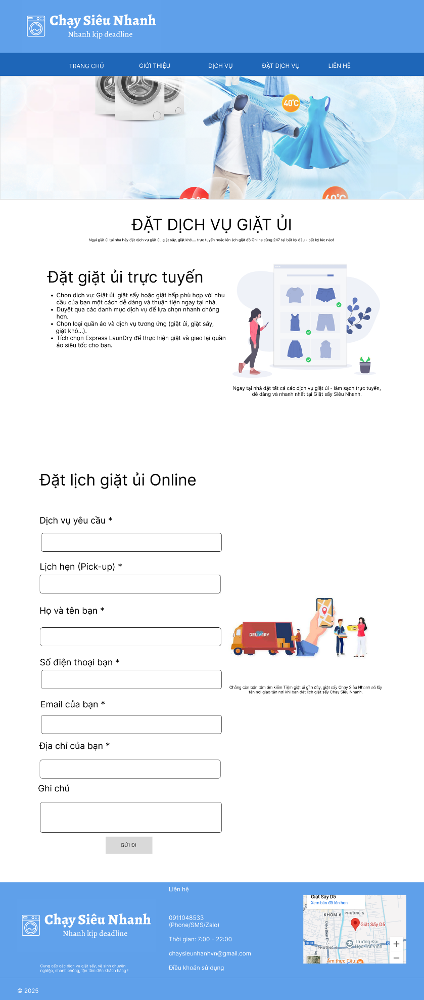 Chạy Siêu Nhanh
Nhanh kịp deadline
TRANG CHỦ
GIỚI THIỆU
DỊCH VỤ
ĐẶT DỊCH VỤ
LIÊN HỆ
40°C
60°C
ĐẶT DỊCH VỤ GIẶT ỦI
Ngại giặt ủi tại nhà hãy đặt dịch vụ giặt ủi, giặt sấy, giặt khô.... trực tuyến hoặc lên lịch giặt đồ Online cùng 247 tại bất kỳ đâu - bất kỳ lúc nào!
Đặt giặt ủi trực tuyến
• Chọn dịch vụ: Giặt ủi, giặt sấy hoặc giặt hấp phù hợp với nhu
cầu của bạn một cách dễ dàng và thuận tiện ngay tại nhà.
• Duyệt qua các danh mục dịch vụ để lựa chọn nhanh chóng
hơn.
• Chọn loại quần áo và dịch vụ tương ứng (giặt ủi, giặt sấy,
giặt khô...).
• Tích chọn Express LaunDry để thực hiện giặt và giao lại quần
áo siêu tốc cho bạn.
Ngay tại nhà đặt tất cả các dịch vụ giặt ủi - làm sạch trực tuyến,
dễ dàng và nhanh nhất tại Giặt sấy Siêu Nhanh.
Đặt lịch giặt ủi Online
Dịch vụ yêu cầu *
Lịch hẹn (Pick-up) *
Họ và tên bạn *
Số điện thoại bạn *
Email của bạn *
Địa chỉ của bạn *
Ghi chú
GỬI ĐI
DELIVERY
Chẳng còn bận tâm tìm kiếm Tiệm giặt ủi gần đây, giặt sấy Chạy Siêu Nhanh sẽ lấy
tận nơi giao tận nơi khi bạn đặt lịch giặt sấy Chạy Siêu Nhanh.
Chạy Siêu Nhanh
Nhanh kịp deadline
Cung cấp các dịch vụ giặt sấy, vệ sinh chuyên
nghiệp, nhanh chóng, tận tâm đến khách hàng !
Liên hệ
0911048533
(Phone/SMS/Zalo)
Thời gian: 7:00 - 22:00
chaysieunhanhvn@gmail.com
Điều khoản sử dụng
Giặt Sấy D5
Xem bản đồ lớn hơn
PHƯỜNG 5
KHÓM 6
Giặt Sấy D5
Điện Biên Phủ
Trường Đại
Học Trà Vinh
QL53
PHƯỜNG 6
Ẩm thực Cầu
© 2025